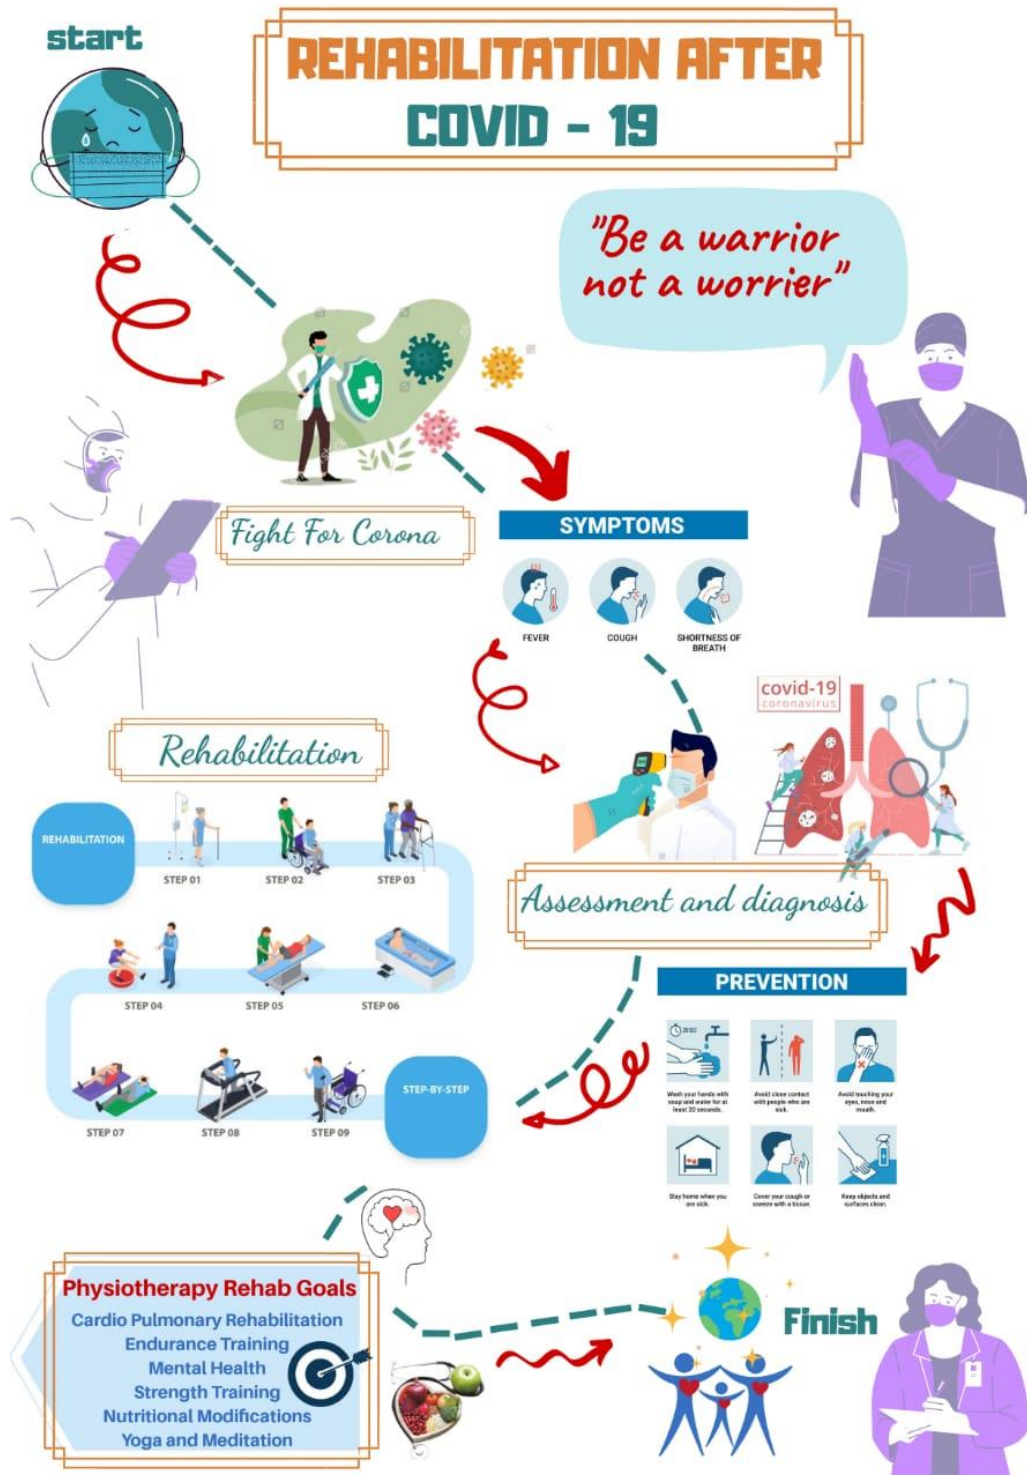 start
REHABILITATION AFTER
COVID - 19
"Be a warrior
not a worrier"
Fight For Corona
SYMPTOMS
FEVER
COUGH
SHORTNESS OF
BREATH
covid-19
coronavirus
Rehabilitation
REHABILITATION
STEP 01
STEP 02
STEP 03
STEP 04
STEP 05
STEP 06
STEP 07
STEP 08
STEP 09
STEP-BY-STEP
Assessment and diagnosis
PREVENTION
Wash your hands with
soap and water for at
least 20 seconds.
Avoid close contact
with people who are
sick.
Avoid touching your
eyes, nose and
mouth.
Stay home when you
are sick.
Cover your cough or
sneeze with a tissue.
Keep objects and
surfaces clean.
Physiotherapy Rehab Goals
Cardio Pulmonary Rehabilitation
Endurance Training
Mental Health
Strength Training
Nutritional Modifications
Yoga and Meditation
Finish